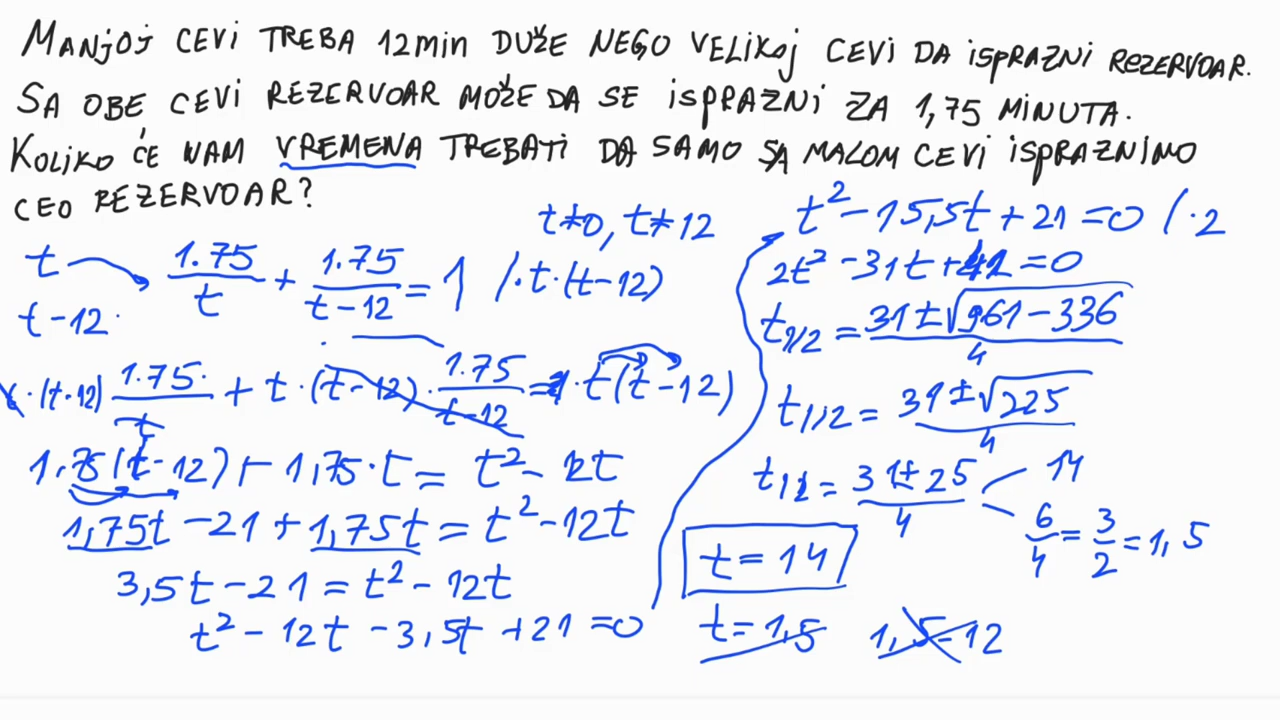 MANJOJ CEVI TREBA 12 min DUŽE NEGO VELIKOJ CEVI DA ISPRAZNI REZERVOAR.
SA OBE CEVI REZERVOAR MOŽE DA SE ISPRAZNI ZA 1,75 MINUTA.
KOLIKO ĆE NAM VREMENA TREBATI DA SAMO SA MALOM CEVI ISPRAZNIMO
CEO REZERVOAR?
t
t-12
1.75/t + 1.75/(t-12) = 1 /·t·(t-12)
t≠0, t≠12
t·(t-12) 1.75/t + t·(t-12)·1.75/(t-12) = 1·t(t-12)
1.75(t-12) + 1,75·t = t² - 12t
1,75t - 21 + 1,75t = t² - 12t
3,5t - 21 = t² - 12t
t² - 12t - 3,5t + 21 = 0
t² - 15,5t + 21 = 0 /·2
2t² - 31t + 42 = 0
t1/2 = (31 ± √(961 - 336))/4
t1/2 = (31 ± √225)/4
t1/2 = (31 ± 25)/4
14
6/4 = 3/2 = 1,5
t = 14
t = 1,5
1,5-12